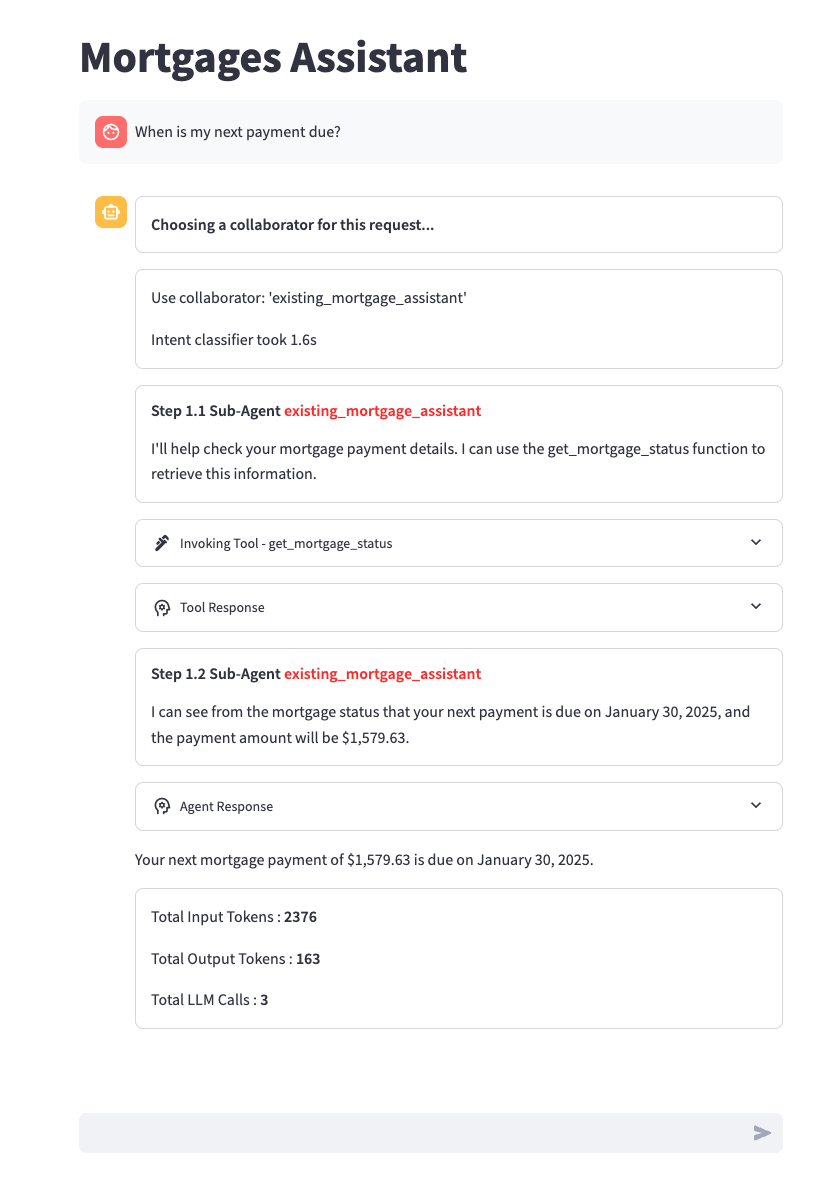 Mortgages Assistant
When is my next payment due?
Choosing a collaborator for this request...
Use collaborator: 'existing_mortgage_assistant'
Intent classifier took 1.6s
Step 1.1 Sub-Agent existing_mortgage_assistant
I'll help check your mortgage payment details. I can use the get_mortgage_status function to
retrieve this information.
Invoking Tool - get_mortgage_status
Tool Response
Step 1.2 Sub-Agent existing_mortgage_assistant
I can see from the mortgage status that your next payment is due on January 30, 2025, and
the payment amount will be $1,579.63.
Agent Response
Your next mortgage payment of $1,579.63 is due on January 30, 2025.
Total Input Tokens : 2376
Total Output Tokens : 163
Total LLM Calls : 3